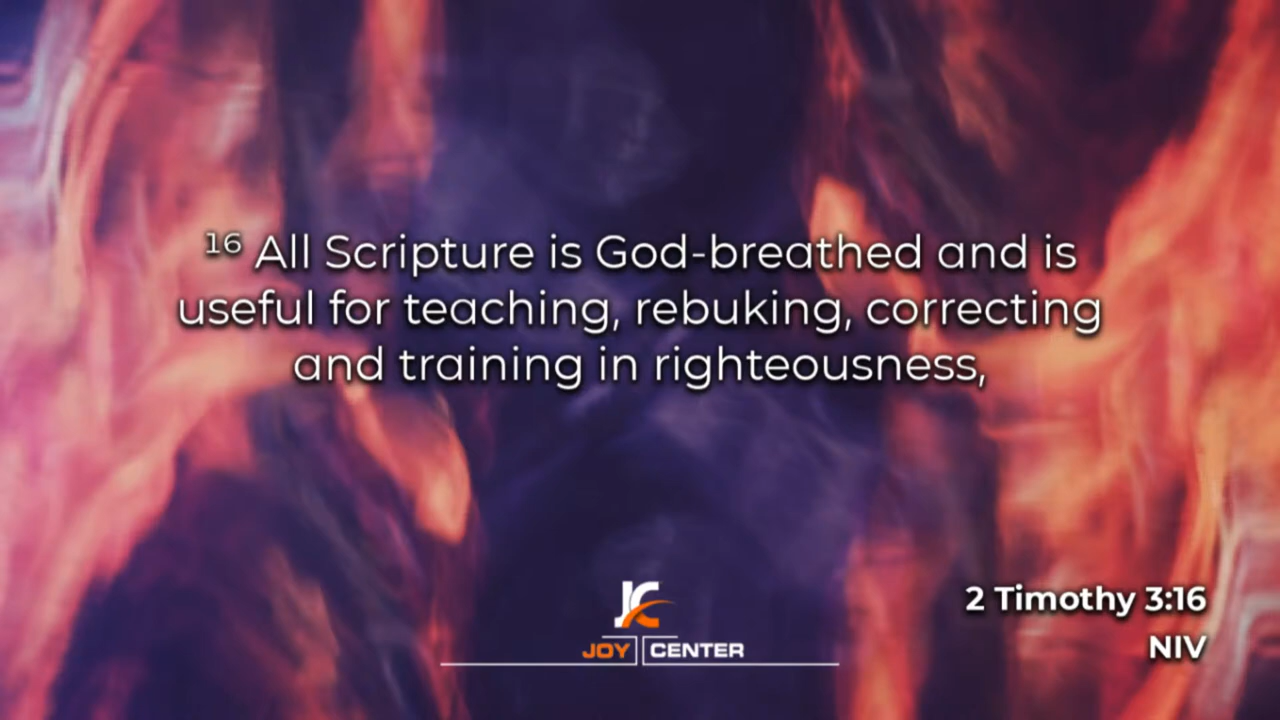 ¹⁶ All Scripture is God-breathed and is
useful for teaching, rebuking, correcting
and training in righteousness,
2 Timothy 3:16
NIV
JC
JOY CENTER